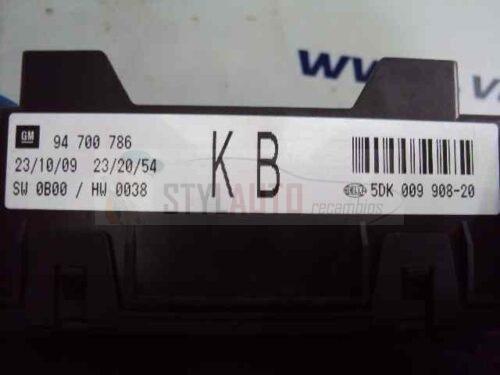 www.v
GM 94 700 786
23/10/09 23/20/54
SW 0B00 / HW 0038
KB
HELLA 5DK 009 908-20
STYLAUTO
recambios